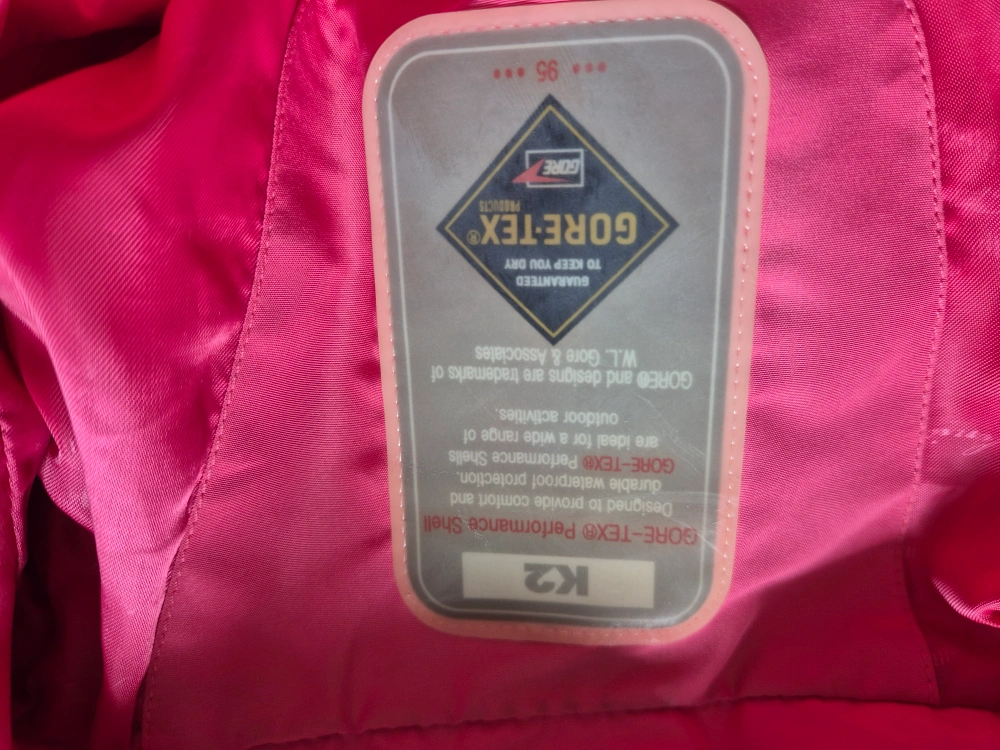 K2
GORE-TEX® Performance Shell
Designed to provide comfort and
durable waterproof protection.
GORE-TEX® Performance Shells
are ideal for a wide range of
outdoor activities.
GORE® and designs are trademarks of
W.L. Gore & Associates
GUARANTEED
TO KEEP YOU DRY
GORE-TEX®
PRODUCTS
GORE
••• 95 •••